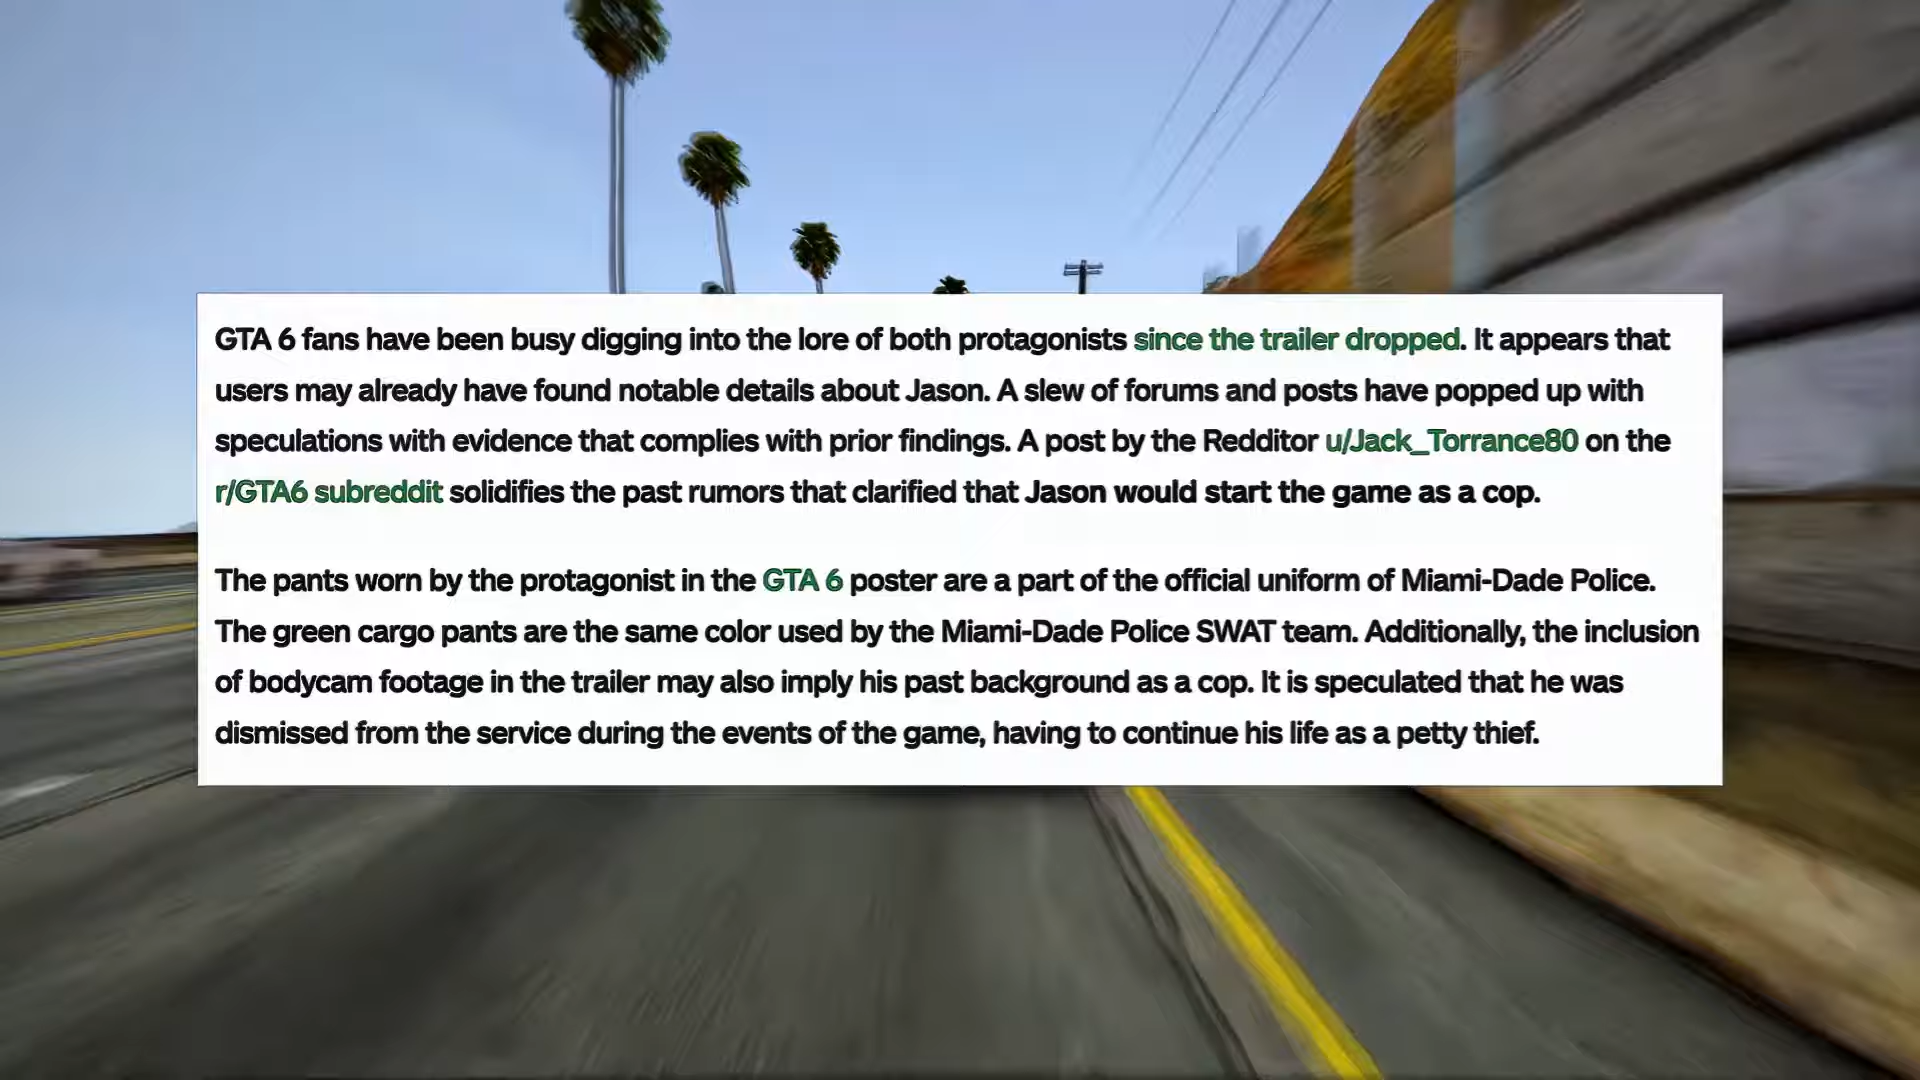 GTA 6 fans have been busy digging into the lore of both protagonists since the trailer dropped. It appears that
users may already have found notable details about Jason. A slew of forums and posts have popped up with
speculations with evidence that complies with prior findings. A post by the Redditor u/Jack_Torrance80 on the
r/GTA6 subreddit solidifies the past rumors that clarified that Jason would start the game as a cop.
The pants worn by the protagonist in the GTA 6 poster are a part of the official uniform of Miami-Dade Police.
The green cargo pants are the same color used by the Miami-Dade Police SWAT team. Additionally, the inclusion
of bodycam footage in the trailer may also imply his past background as a cop. It is speculated that he was
dismissed from the service during the events of the game, having to continue his life as a petty thief.